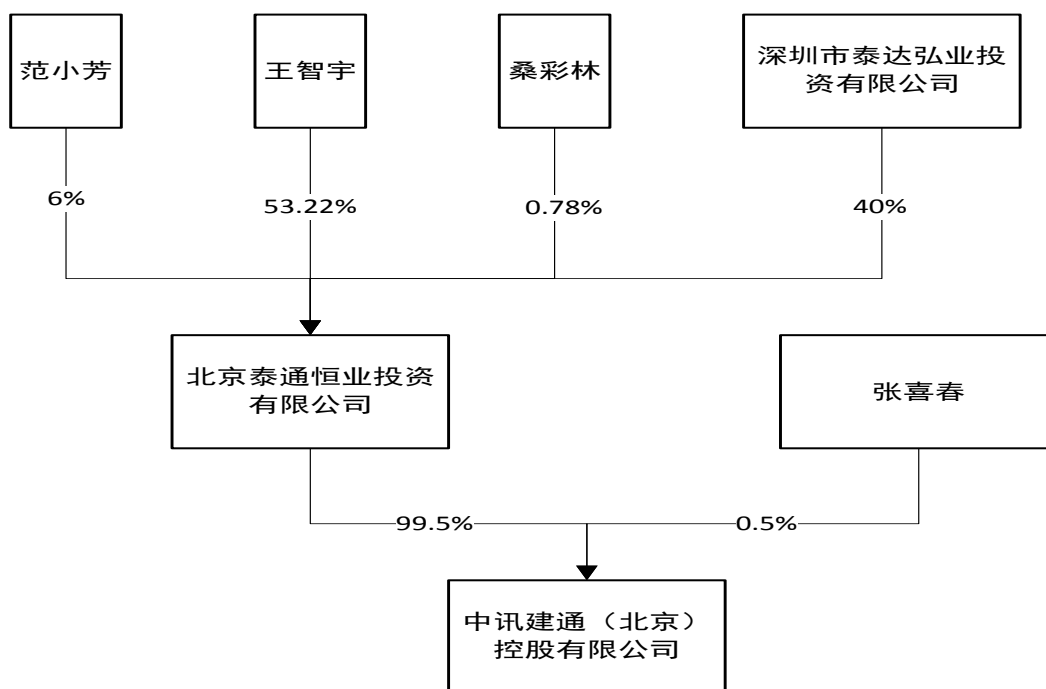 范小芳
王智宇
桑彩林
深圳市泰达弘业投
资有限公司
6%
53.22%
0.78%
40%
北京泰通恒业投资
有限公司
张喜春
99.5%
0.5%
中讯建通（北京）
控股有限公司